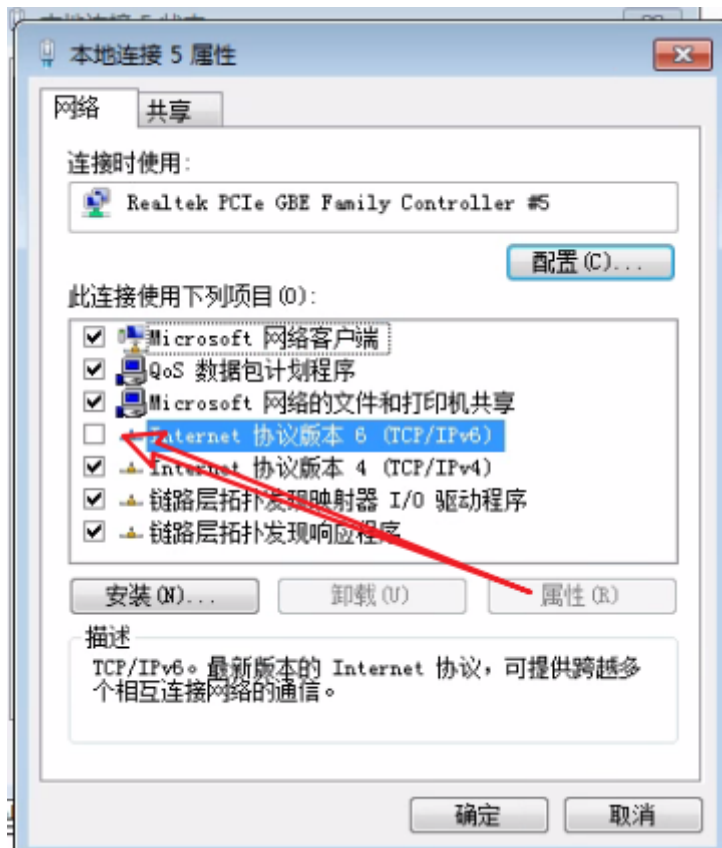 本地连接 5 属性
网络
共享
连接时使用:
Realtek PCIe GBE Family Controller #5
配置(C)...
此连接使用下列项目(O):
Microsoft 网络客户端
QoS 数据包计划程序
Microsoft 网络的文件和打印机共享
Internet 协议版本 6 (TCP/IPv6)
Internet 协议版本 4 (TCP/IPv4)
链路层拓扑发现映射器 I/O 驱动程序
链路层拓扑发现响应程序
安装(N)...
卸载(U)
属性(R)
描述
TCP/IPv6。最新版本的 Internet 协议，可提供跨越多
个相互连接网络的通信。
确定
取消